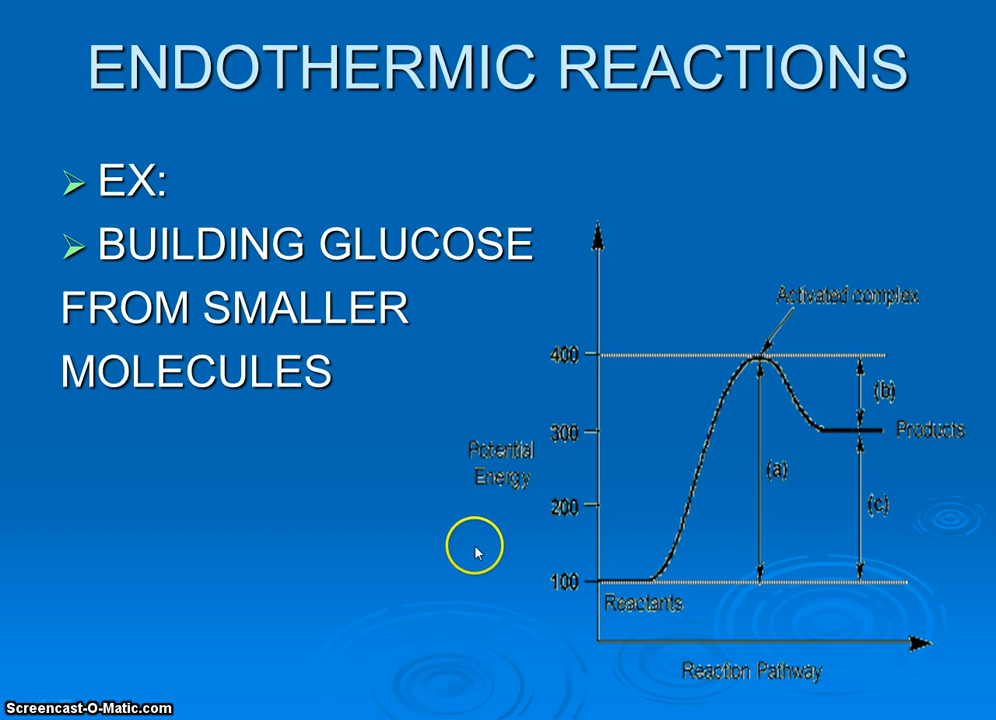 ENDOTHERMIC REACTIONS
EX:
BUILDING GLUCOSE
FROM SMALLER
MOLECULES
Activated complex
400
(b)
300
Products
Potential
Energy
(a)
200
(c)
100
Reactants
Reaction Pathway
Screencast-O-Matic.com